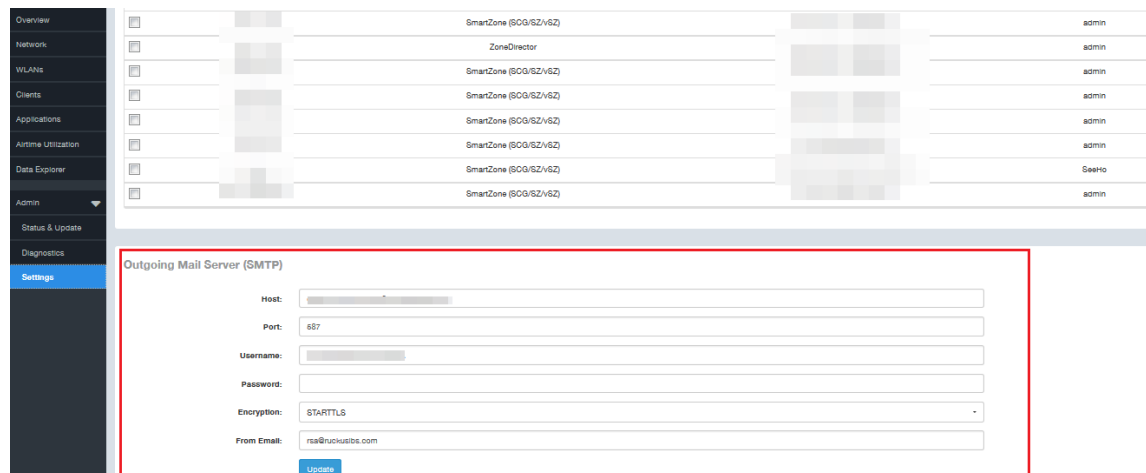 Overview
Network
WLANs
Clients
Applications
Airtime Utilization
Data Explorer
Admin
Status & Update
Diagnostics
Settings
SmartZone (SCG/SZ/vSZ) admin
ZoneDirector admin
SmartZone (SCG/SZ/vSZ) admin
SmartZone (SCG/SZ/vSZ) admin
SmartZone (SCG/SZ/vSZ) admin
SmartZone (SCG/SZ/vSZ) admin
SmartZone (SCG/SZ/vSZ) SeeHo
SmartZone (SCG/SZ/vSZ) admin
Outgoing Mail Server (SMTP)
Host:
Port: 587
Username:
Password:
Encryption: STARTTLS
From Email: rsa@ruckuslbs.com
Update